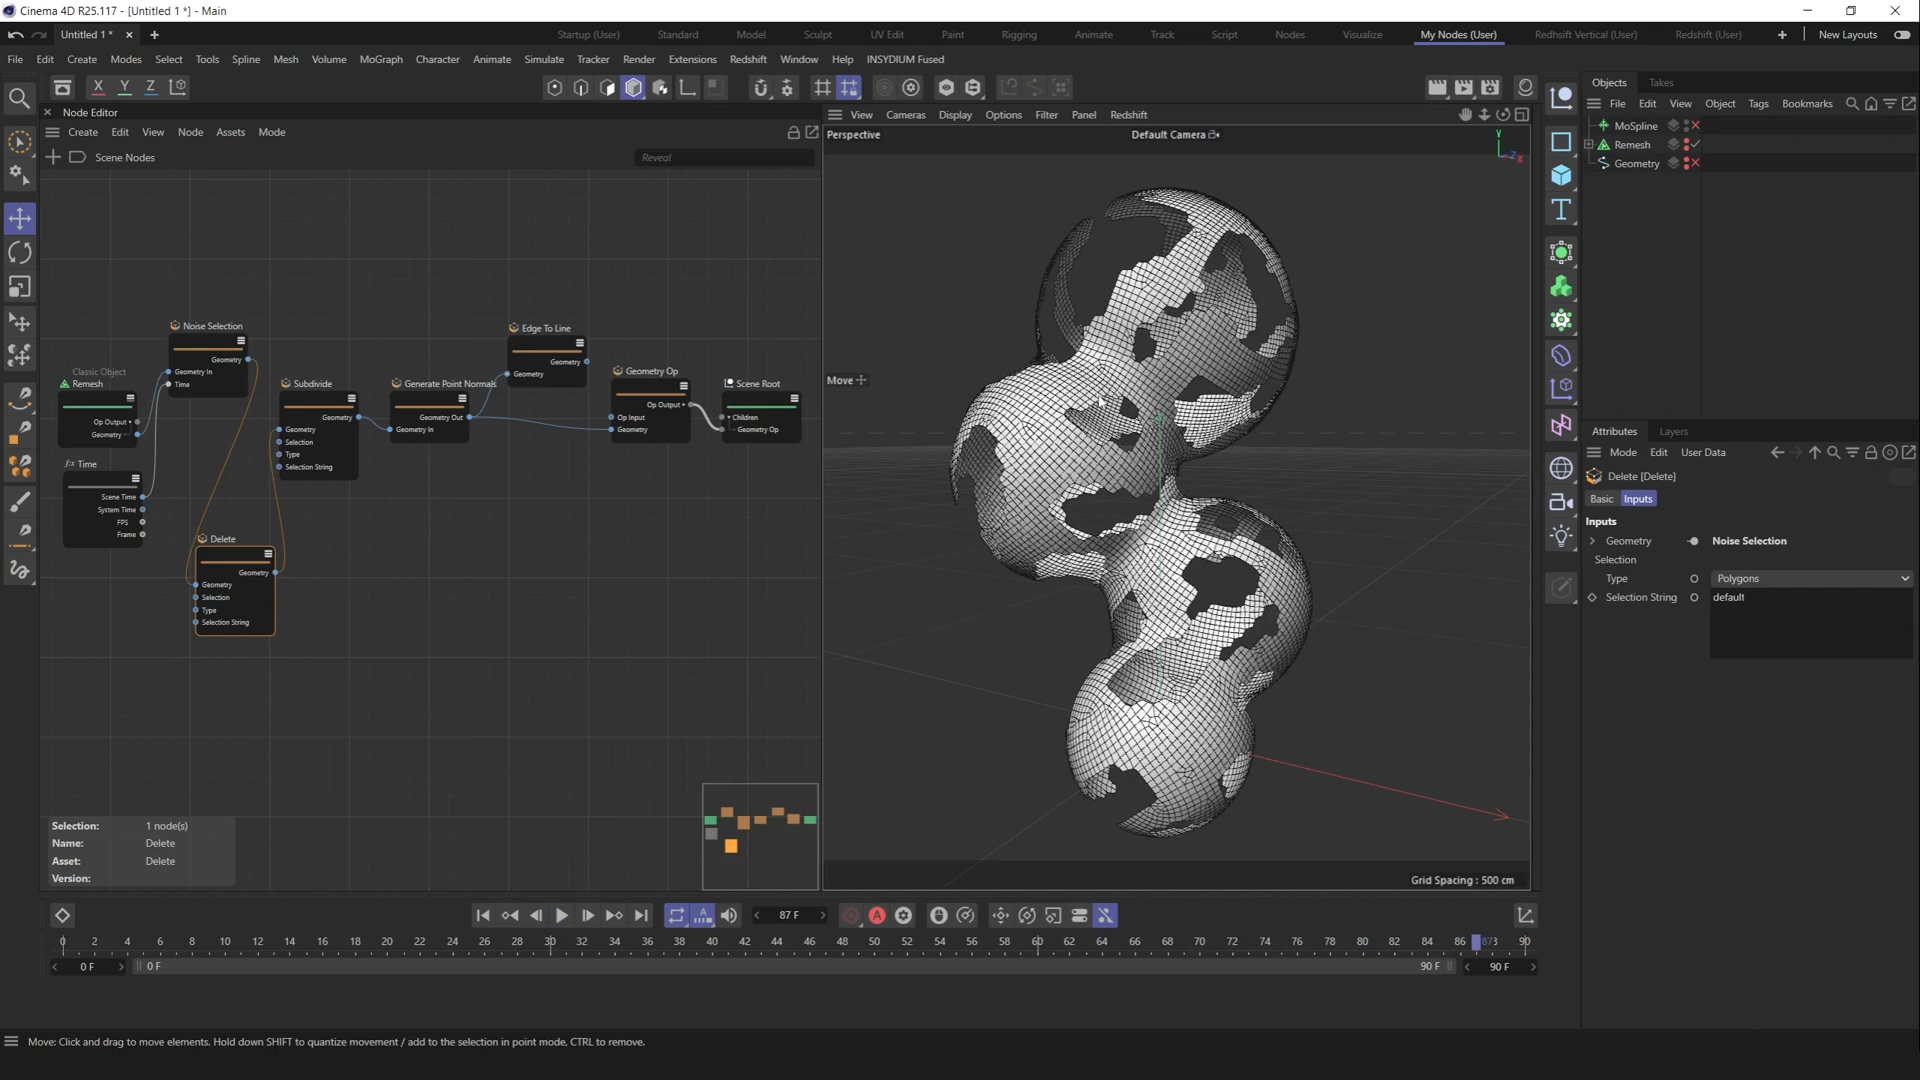 Cinema 4D R25.117 - [Untitled 1 *] - Main
Untitled 1 *
Startup (User) Standard Model Sculpt UV Edit Paint Rigging Animate Track Script Nodes Visualize My Nodes (User) Redhsift Vertical (User) Redshift (User) New Layouts
File Edit Create Modes Select Tools Spline Mesh Volume MoGraph Character Animate Simulate Tracker Render Extensions Redshift Window Help INSYDIUM Fused
X Y Z
Node Editor
Create Edit View Node Assets Mode
Scene Nodes
Reveal
Noise Selection
Geometry
Geometry In
Time
Classic Object
Remesh
Op Output
Geometry
Time
Scene Time
System Time
FPS
Frame
Subdivide
Geometry
Geometry
Selection
Type
Selection String
Delete
Geometry
Geometry
Selection
Type
Selection String
Generate Point Normals
Geometry Out
Geometry In
Edge To Line
Geometry
Geometry
Geometry Op
Op Output
Op Input
Geometry
Scene Root
Children
Geometry Op
Selection: 1 node(s)
Name: Delete
Asset: Delete
Version:
View Cameras Display Options Filter Panel Redshift
Perspective
Default Camera
Y
Z
X
Move
Grid Spacing : 500 cm
Objects Takes
File Edit View Object Tags Bookmarks
MoSpline
Remesh
Geometry
Attributes Layers
Mode Edit User Data
Delete [Delete]
Basic Inputs
Inputs
Geometry Noise Selection
Selection
Type Polygons
Selection String default
87 F
0 2 4 6 8 10 12 14 16 18 20 22 24 26 28 30 32 34 36 38 40 42 44 46 48 50 52 54 56 58 60 62 64 66 68 70 72 74 76 78 80 82 84 86 90
0 F 0 F 90 F 90 F
Move: Click and drag to move elements. Hold down SHIFT to quantize movement / add to the selection in point mode, CTRL to remove.